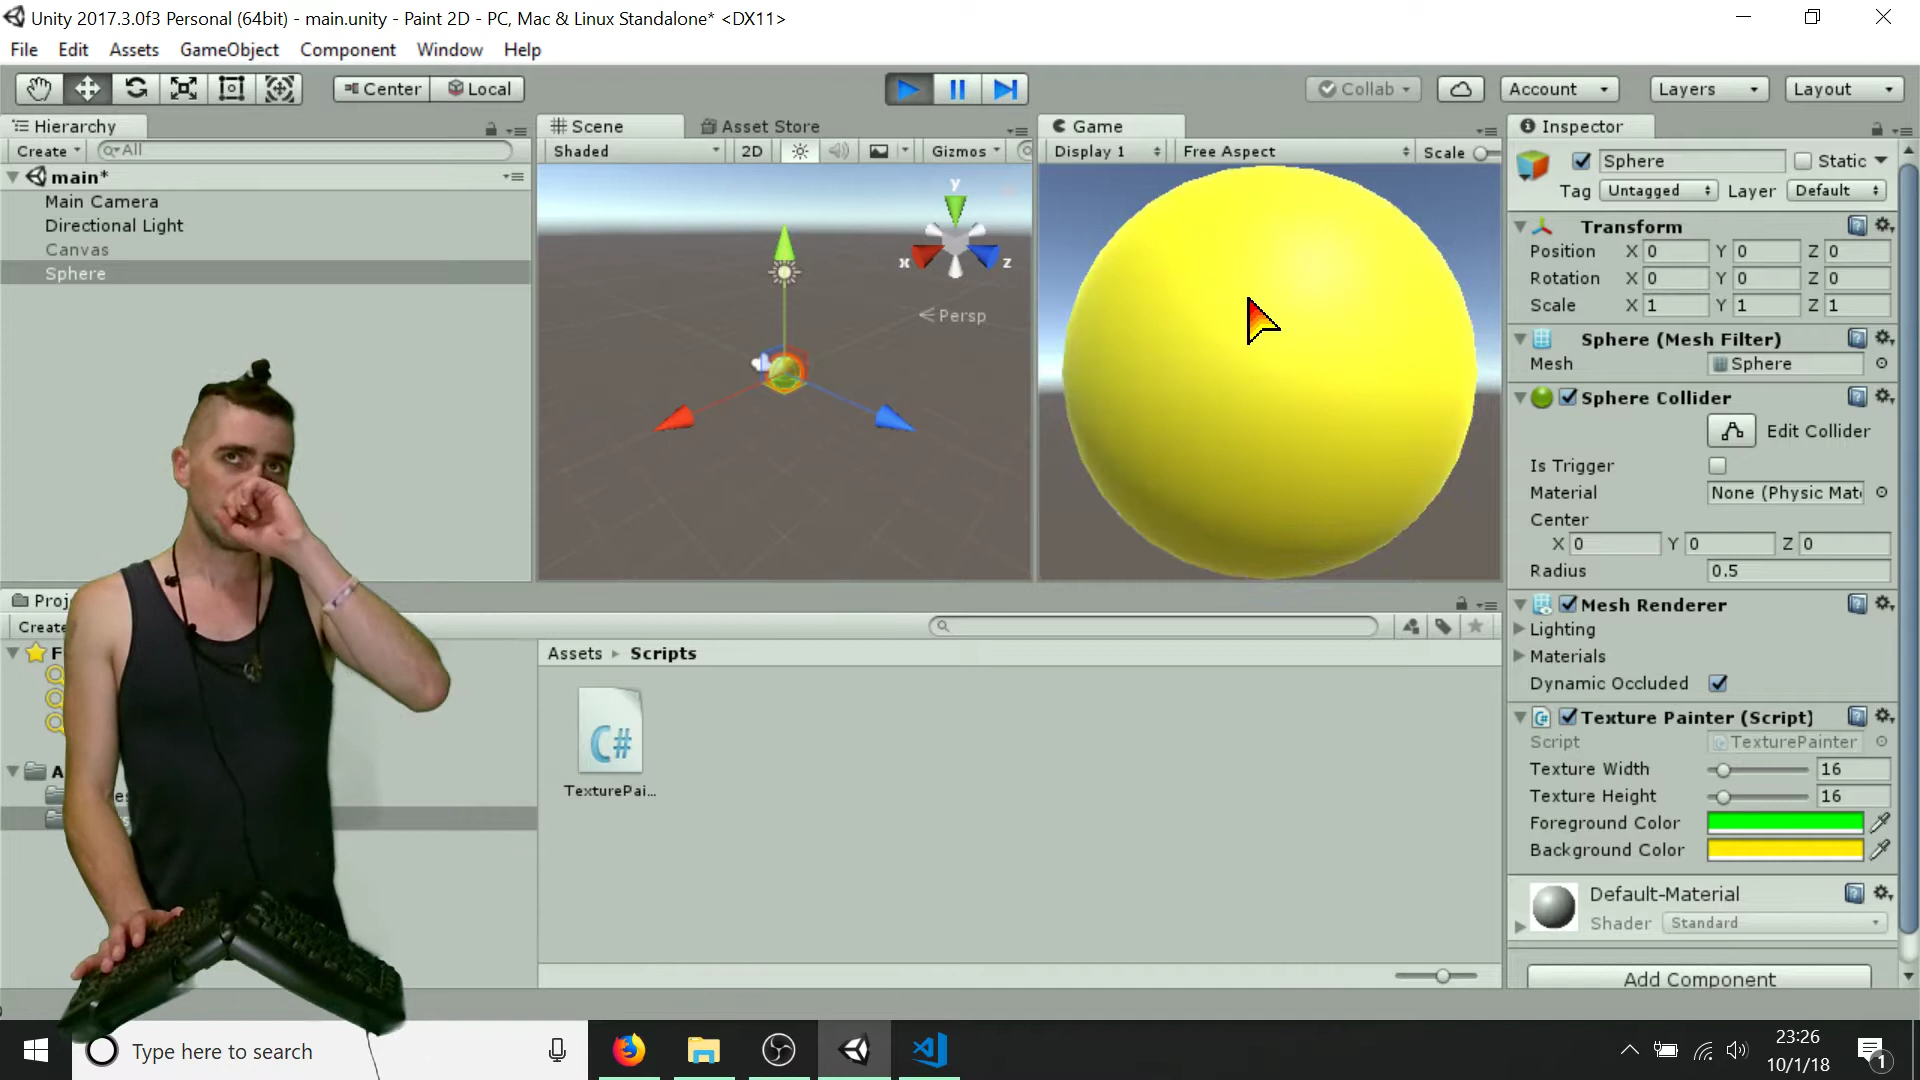 Unity 2017.3.0f3 Personal (64bit) - main.unity - Paint 2D - PC, Mac & Linux Standalone* <DX11>
File Edit Assets GameObject Component Window Help
Center Local Collab Account Layers Layout
Hierarchy
Create All
main*
Main Camera
Directional Light
Canvas
Sphere
Scene Asset Store
Shaded 2D Gizmos
y
x z
Persp
Game
Display 1 Free Aspect Scale
Inspector
Sphere Static
Tag Untagged Layer Default
Transform
Position X 0 Y 0 Z 0
Rotation X 0 Y 0 Z 0
Scale X 1 Y 1 Z 1
Sphere (Mesh Filter)
Mesh Sphere
Sphere Collider
Edit Collider
Is Trigger
Material None (Physic Mat
Center
X 0 Y 0 Z 0
Radius 0.5
Mesh Renderer
Lighting
Materials
Dynamic Occluded
Texture Painter (Script)
Script TexturePainter
Texture Width 16
Texture Height 16
Foreground Color
Background Color
Default-Material
Shader Standard
Add Component
Proj
Creat
F
A
Assets Scripts
C#
TexturePai...
Type here to search
23:26
10/1/18
1